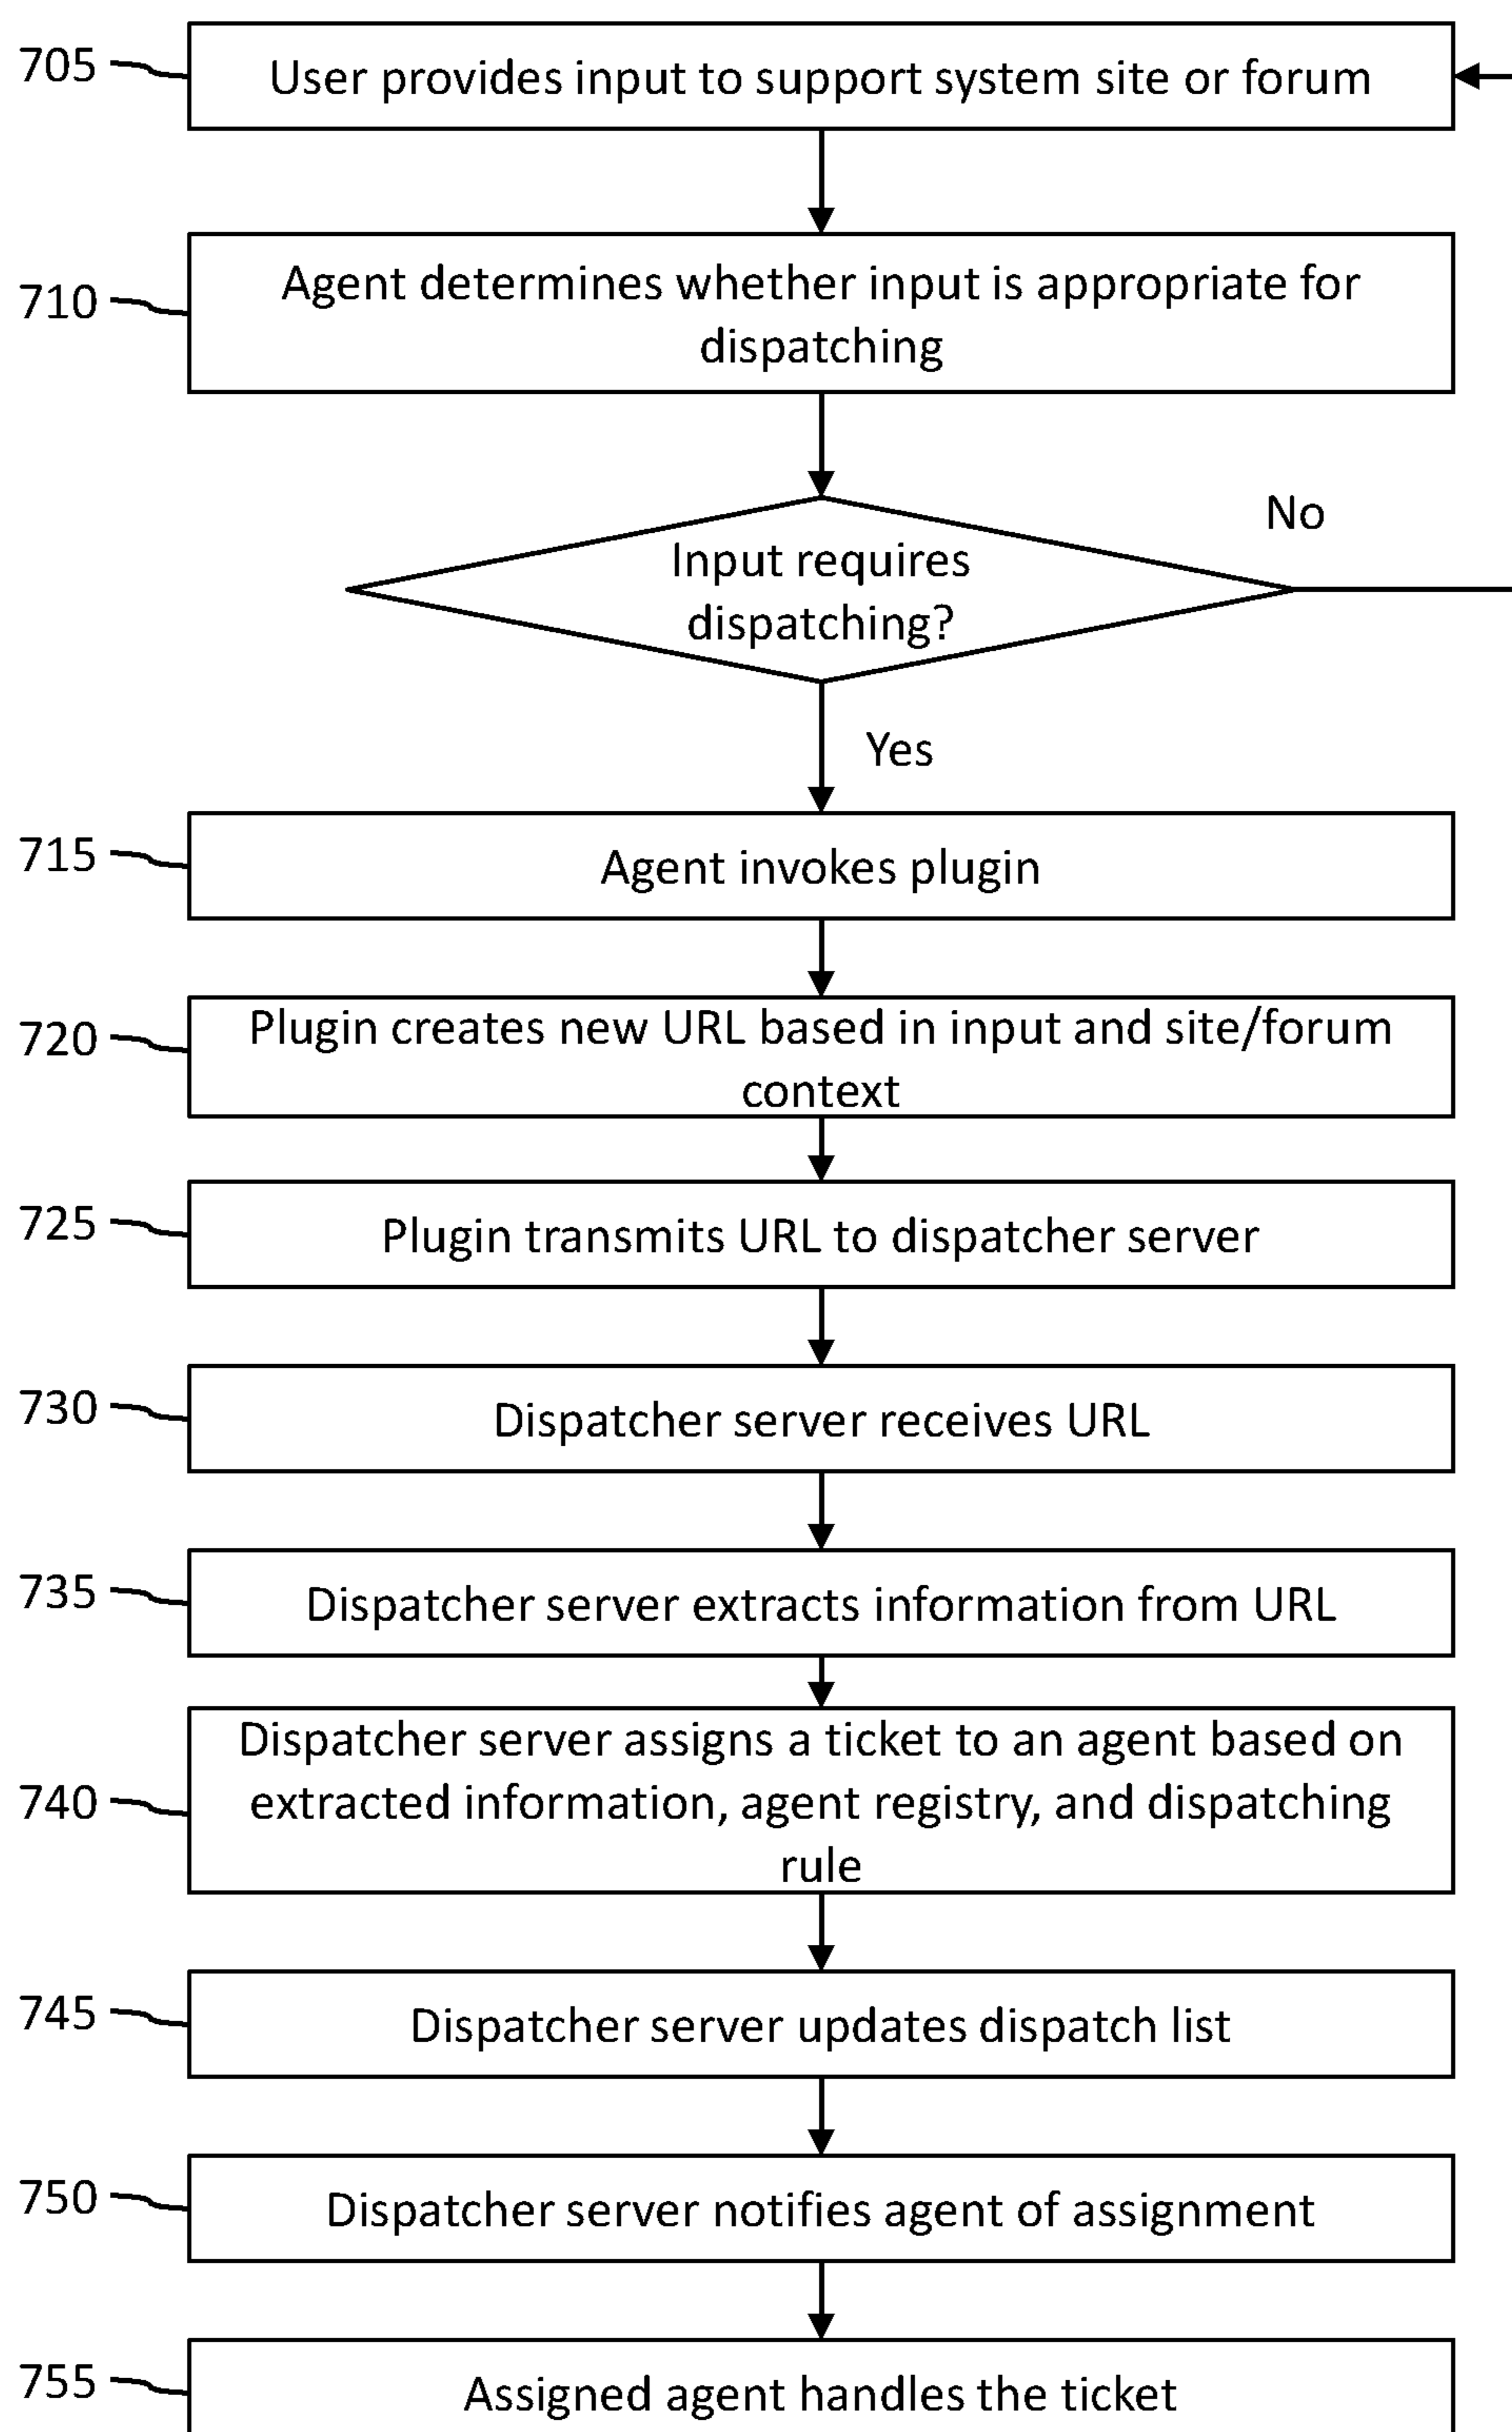 705
User provides input to support system site or forum
710
Agent determines whether input is appropriate for
dispatching
No
Input requires
dispatching?
Yes
715
Agent invokes plugin
720
Plugin creates new URL based in input and site/forum
context
725
Plugin transmits URL to dispatcher server
730
Dispatcher server receives URL
735
Dispatcher server extracts information from URL
740
Dispatcher server assigns a ticket to an agent based on
extracted information, agent registry, and dispatching
rule
745
Dispatcher server updates dispatch list
750
Dispatcher server notifies agent of assignment
755
Assigned agent handles the ticket